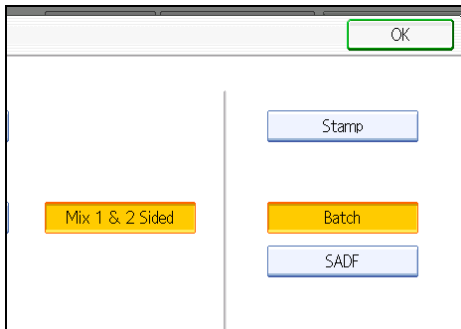 OK
Stamp
Mix 1 & 2 Sided
Batch
SADF